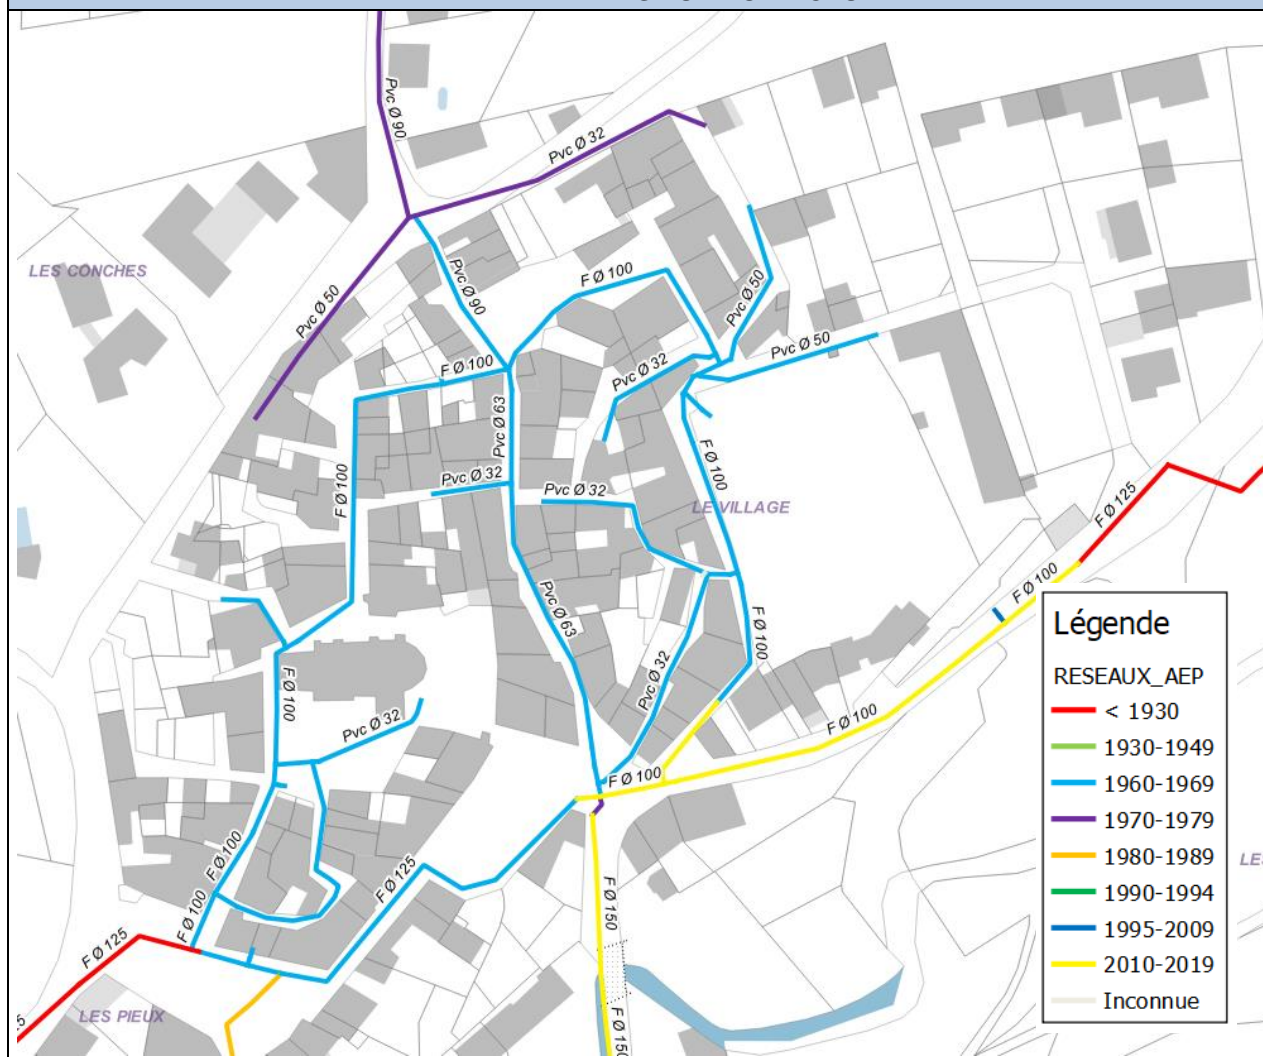 Pvc Ø 90
Pvc Ø 32
LES CONCHES
Pvc Ø 90
F Ø 100
Pvc Ø 50
Pvc Ø 50
Pvc Ø 50
F Ø 100
Pvc Ø 32
Pvc Ø 63
F Ø 100
F Ø 100
Pvc Ø 32
Pvc Ø 32
LE VILLAGE
F Ø 125
F Ø 100
Pvc Ø 63
F Ø 100
Pvc Ø 32
F Ø 100
Pvc Ø 32
F Ø 100
F Ø 100
F Ø 100
F Ø 125
F Ø 150
F Ø 100
F Ø 125
LES PIEUX
F Ø 150
5
LES
Légende
RESEAUX_AEP
< 1930
1930-1949
1960-1969
1970-1979
1980-1989
1990-1994
1995-2009
2010-2019
Inconnue